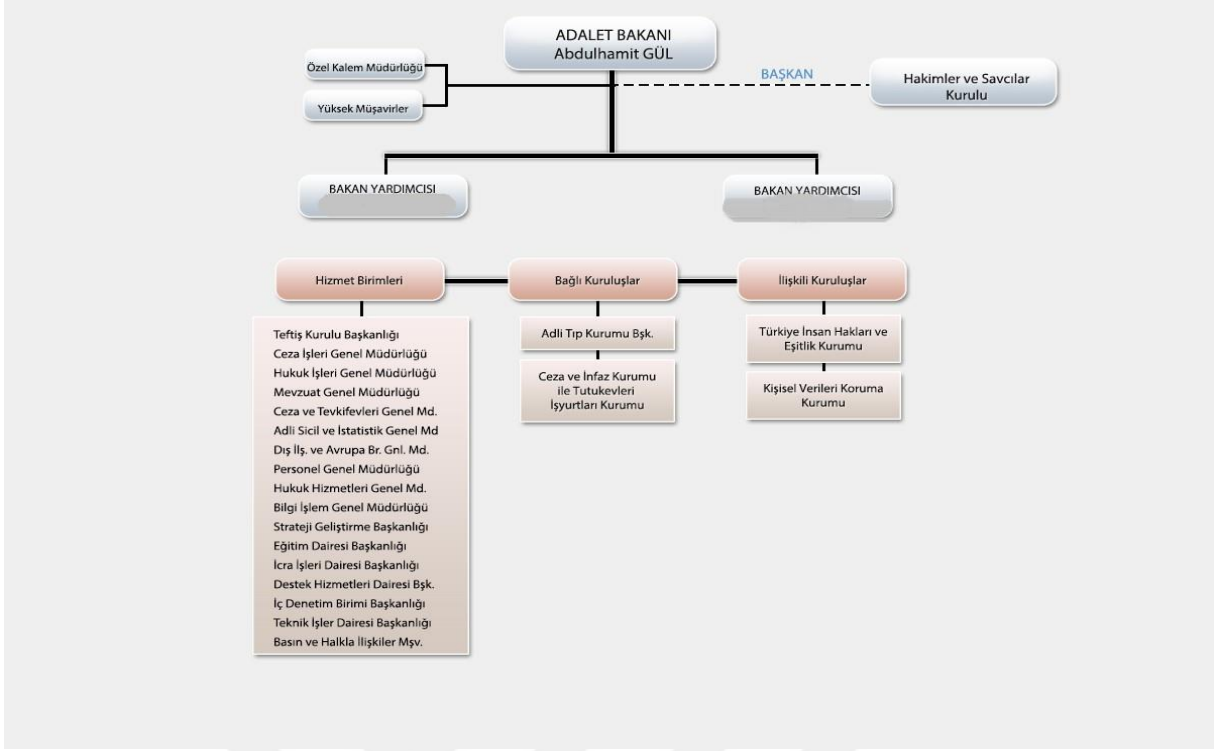 ADALET BAKANI
Abdulhamit GÜL
Özel Kalem Müdürlüğü
Yüksek Müşavirler
BAŞKAN
Hakimler ve Savcılar
Kurulu
BAKAN YARDIMCISI
BAKAN YARDIMCISI
Hizmet Birimleri
Bağlı Kuruluşlar
İlişkili Kuruluşlar
Teftiş Kurulu Başkanlığı
Ceza İşleri Genel Müdürlüğü
Hukuk İşleri Genel Müdürlüğü
Mevzuat Genel Müdürlüğü
Ceza ve Tevkifevleri Genel Md.
Adli Sicil ve İstatistik Genel Md
Dış İlş. ve Avrupa Br. Gnl. Md.
Personel Genel Müdürlüğü
Hukuk Hizmetleri Genel Md.
Bilgi İşlem Genel Müdürlüğü
Strateji Geliştirme Başkanlığı
Eğitim Dairesi Başkanlığı
İcra İşleri Dairesi Başkanlığı
Destek Hizmetleri Dairesi Bşk.
İç Denetim Birimi Başkanlığı
Teknik İşler Dairesi Başkanlığı
Basın ve Halkla İlişkiler Mşv.
Adli Tıp Kurumu Bşk.
Ceza ve İnfaz Kurumu
ile Tutukevleri
İşyurtları Kurumu
Türkiye İnsan Hakları ve
Eşitlik Kurumu
Kişisel Verileri Koruma
Kurumu